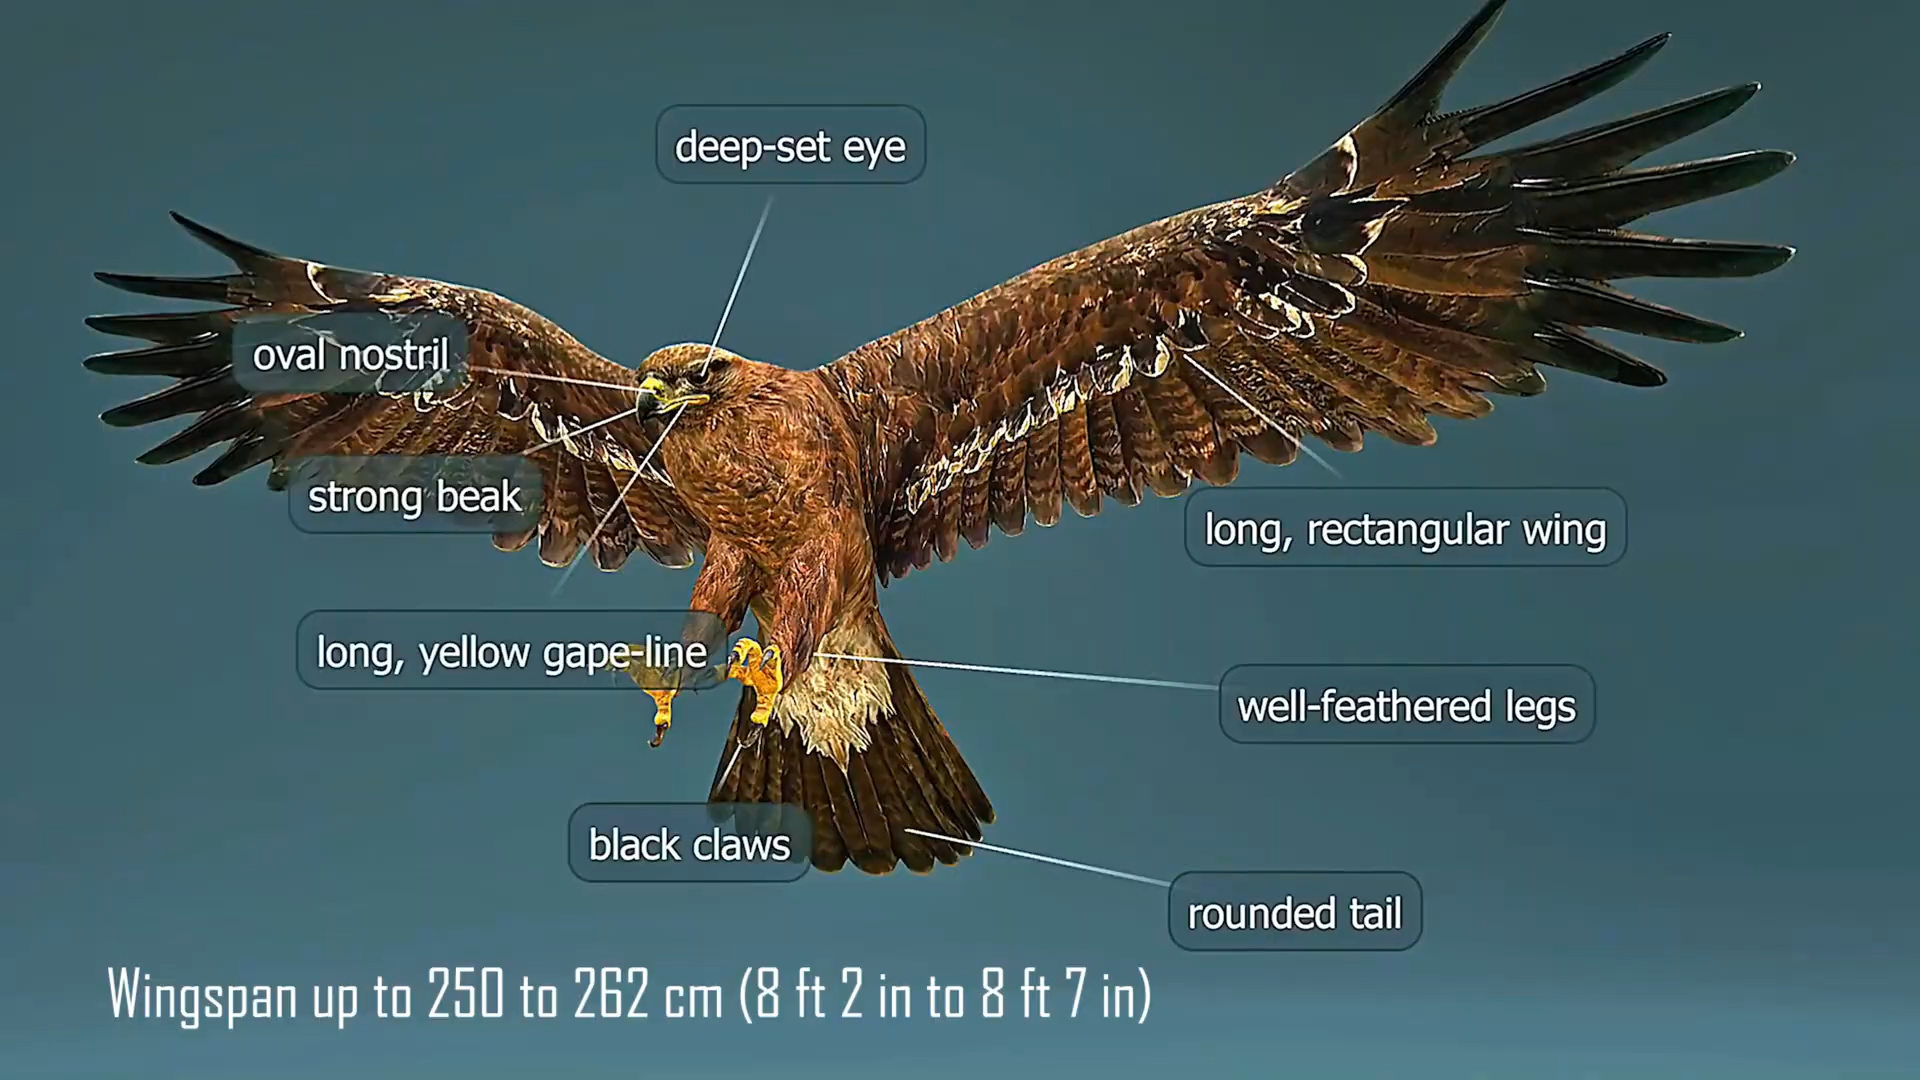 deep-set eye
oval nostril
strong beak
long, rectangular wing
long, yellow gape-line
well-feathered legs
black claws
rounded tail
Wingspan up to 250 to 262 cm (8 ft 2 in to 8 ft 7 in)